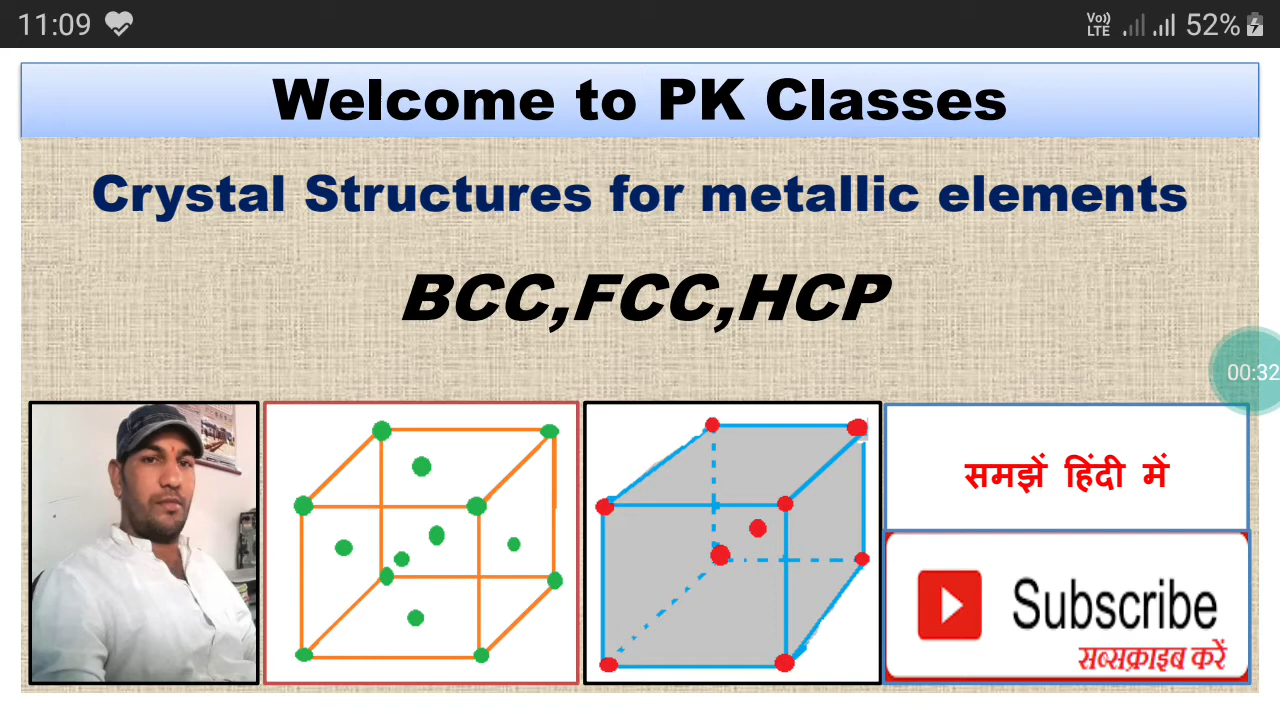 11:09
Vo)) LTE 52%
Welcome to PK Classes
Crystal Structures for metallic elements
BCC,FCC,HCP
00:32
समझें हिंदी में
Subscribe
सब्सक्राइब करें